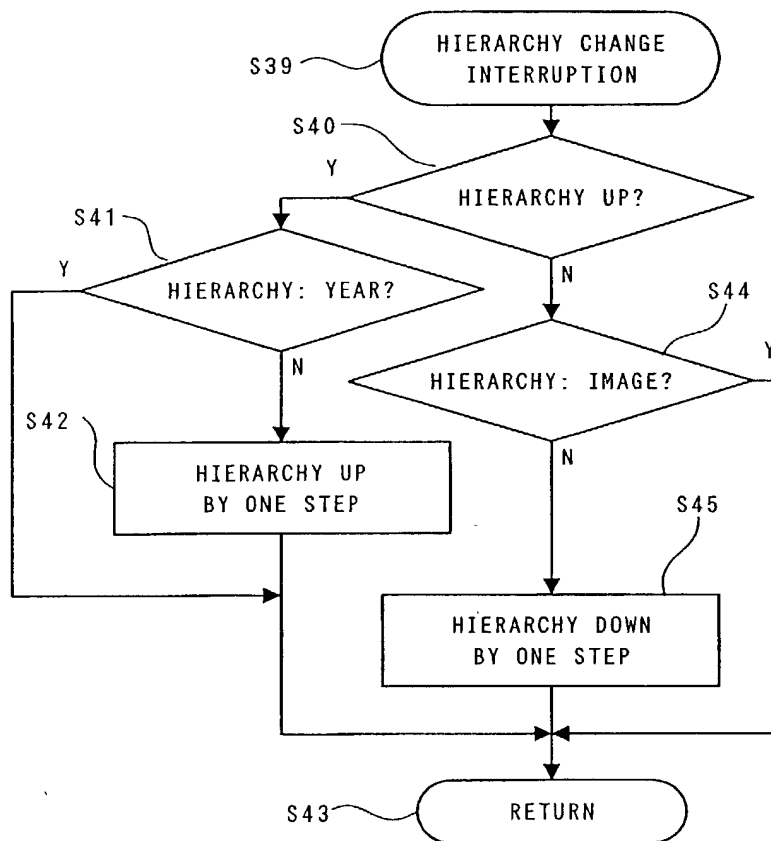 S39
HIERARCHY CHANGE
INTERRUPTION
S40
Y
HIERARCHY UP?
S41
Y
HIERARCHY: YEAR?
N
N
S44
Y
HIERARCHY: IMAGE?
S42
HIERARCHY UP
BY ONE STEP
N
S45
HIERARCHY DOWN
BY ONE STEP
S43
RETURN